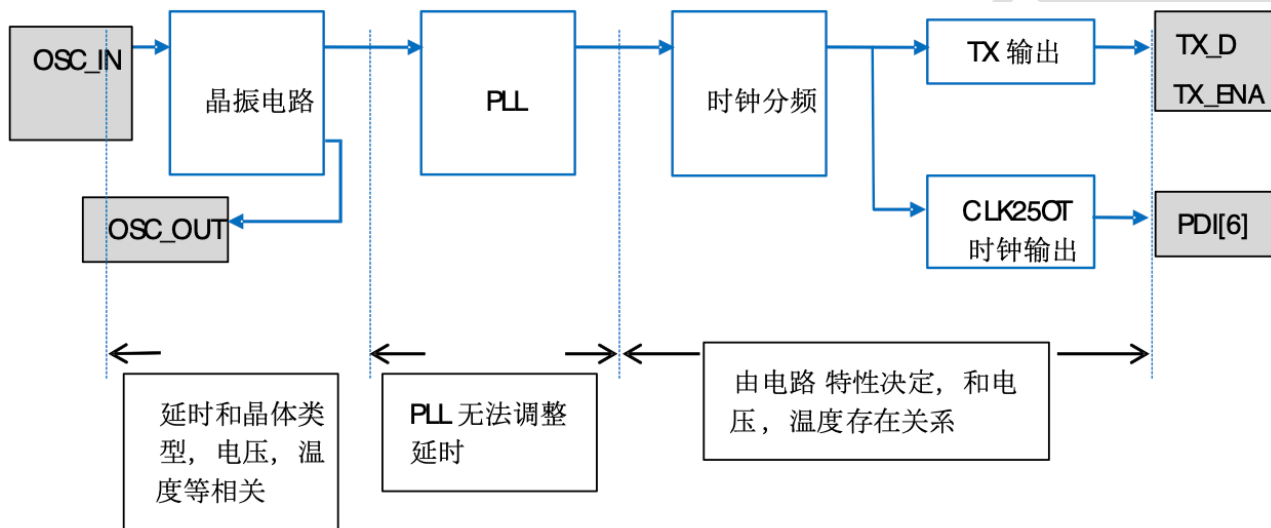 OSC_IN
晶振电路
PLL
时钟分频
TX 输出
TX_D
TX_ENA
OSC_OUT
CLK25OT
时钟输出
PDI[6]
延时和晶体类
型，电压，温
度等相关
PLL 无法调整
延时
由电路 特性决定，和电
压，温度存在关系